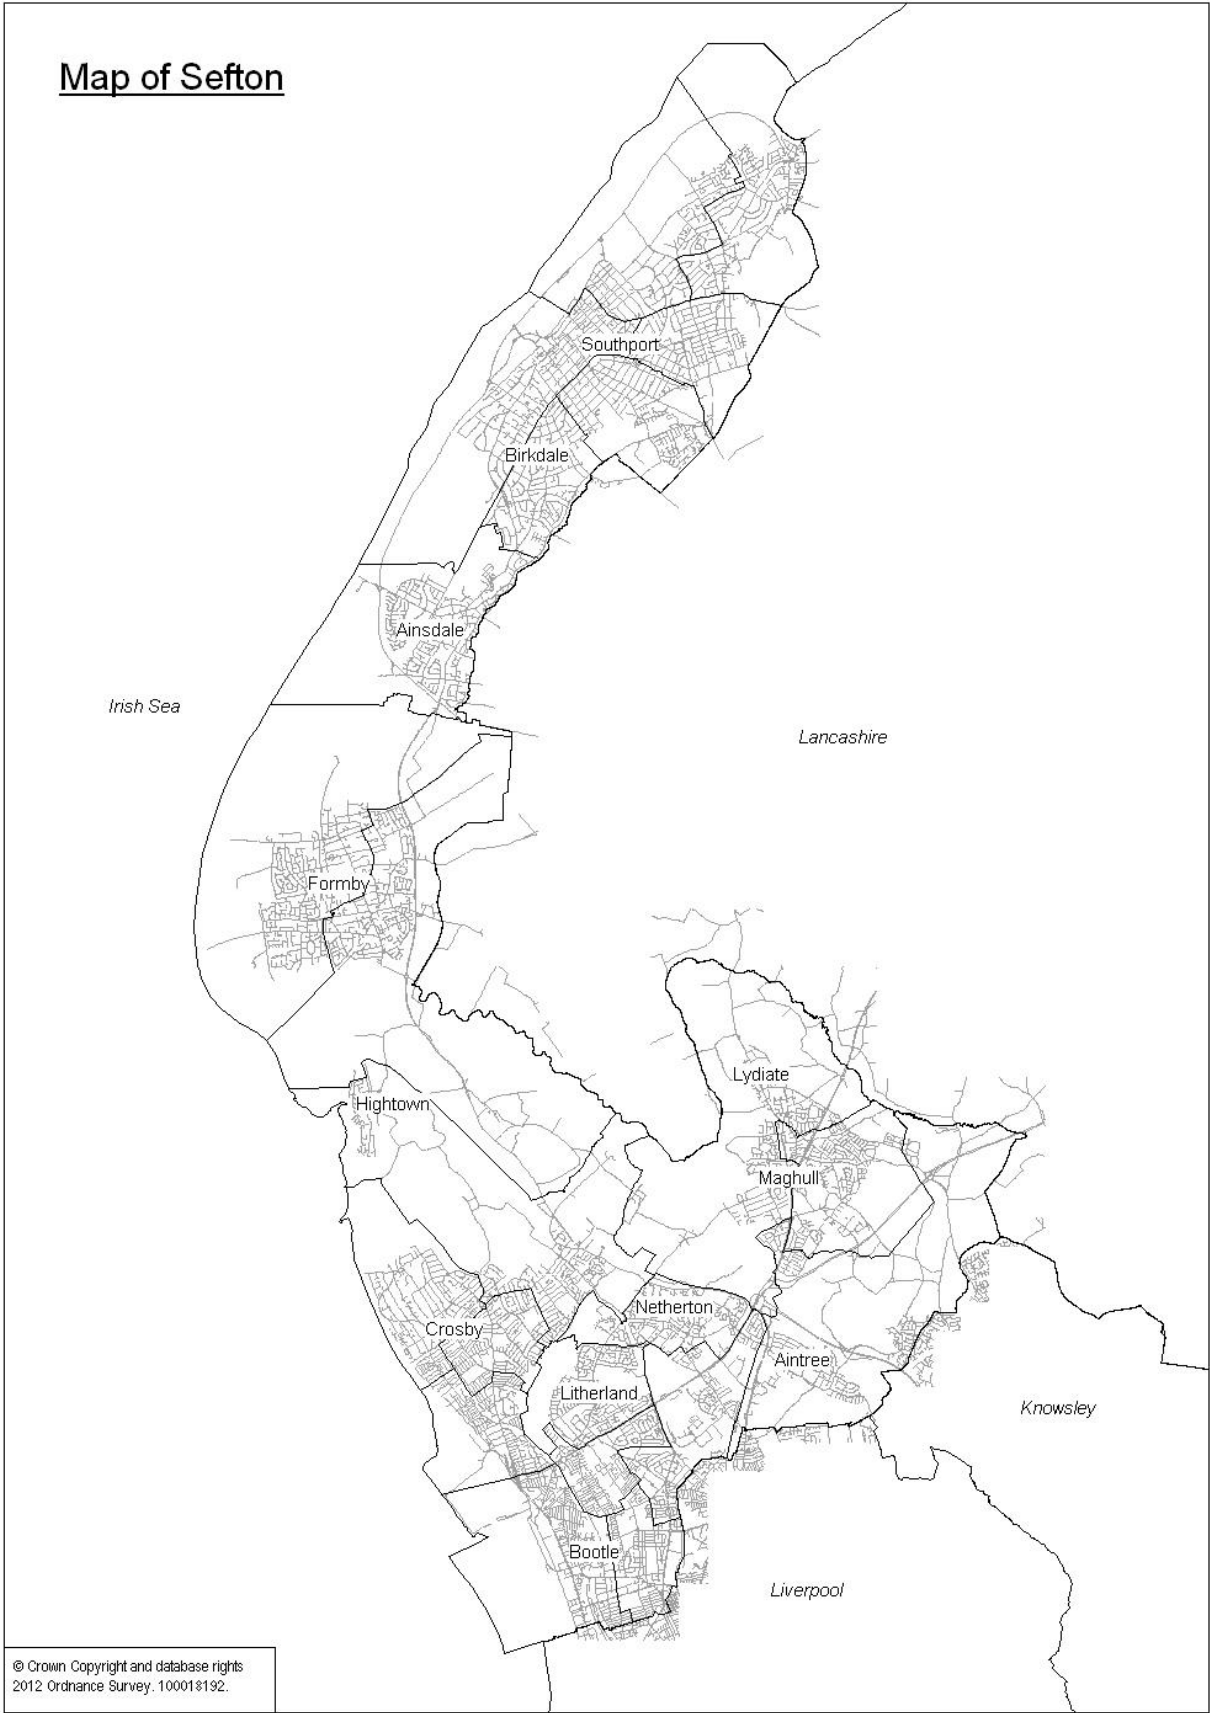 Map of Sefton
Southport
Birkdale
Ainsdale
Irish Sea
Lancashire
Formby
Lydiate
Hightown
Maghull
Netherton
Crosby
Aintree
Litherland
Knowsley
Bootle
Liverpool
© Crown Copyright and database rights
2012 Ordnance Survey. 100018192.